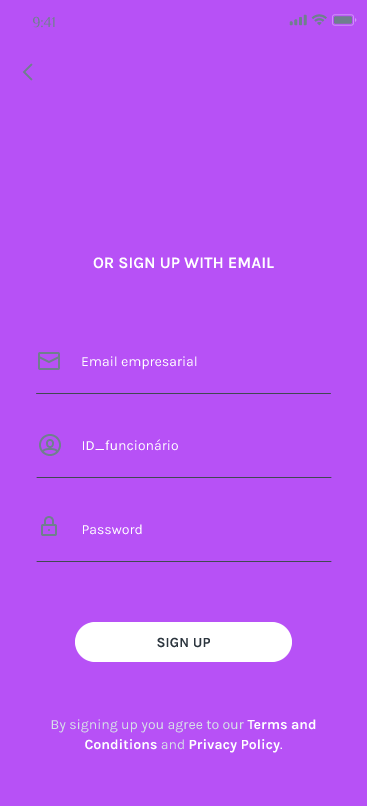 9:41
OR SIGN UP WITH EMAIL
Email empresarial
ID_funcionário
Password
SIGN UP
By signing up you agree to our Terms and
Conditions and Privacy Policy.